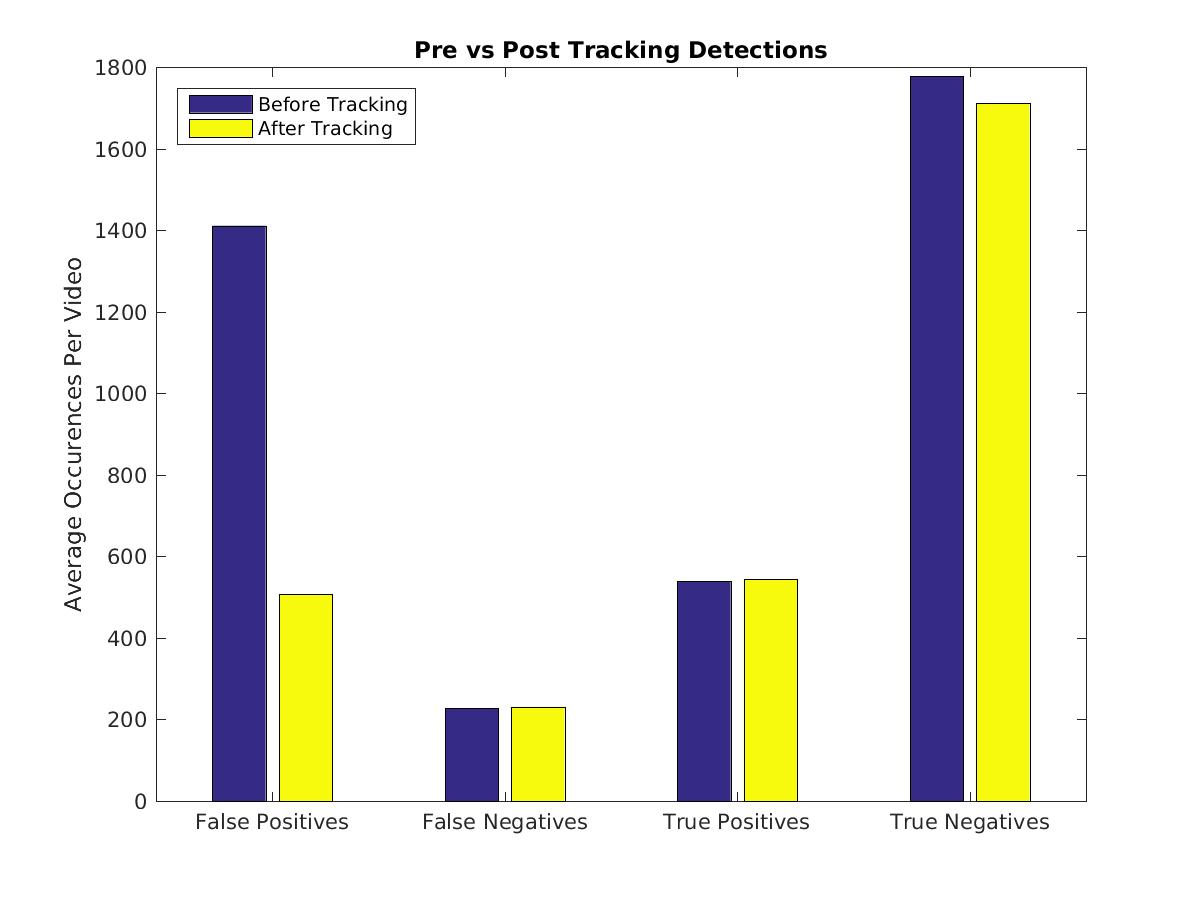 Pre vs Post Tracking Detections
Before Tracking
After Tracking
Average Occurences Per Video
1800
1600
1400
1200
1000
800
600
400
200
0
False Positives
False Negatives
True Positives
True Negatives